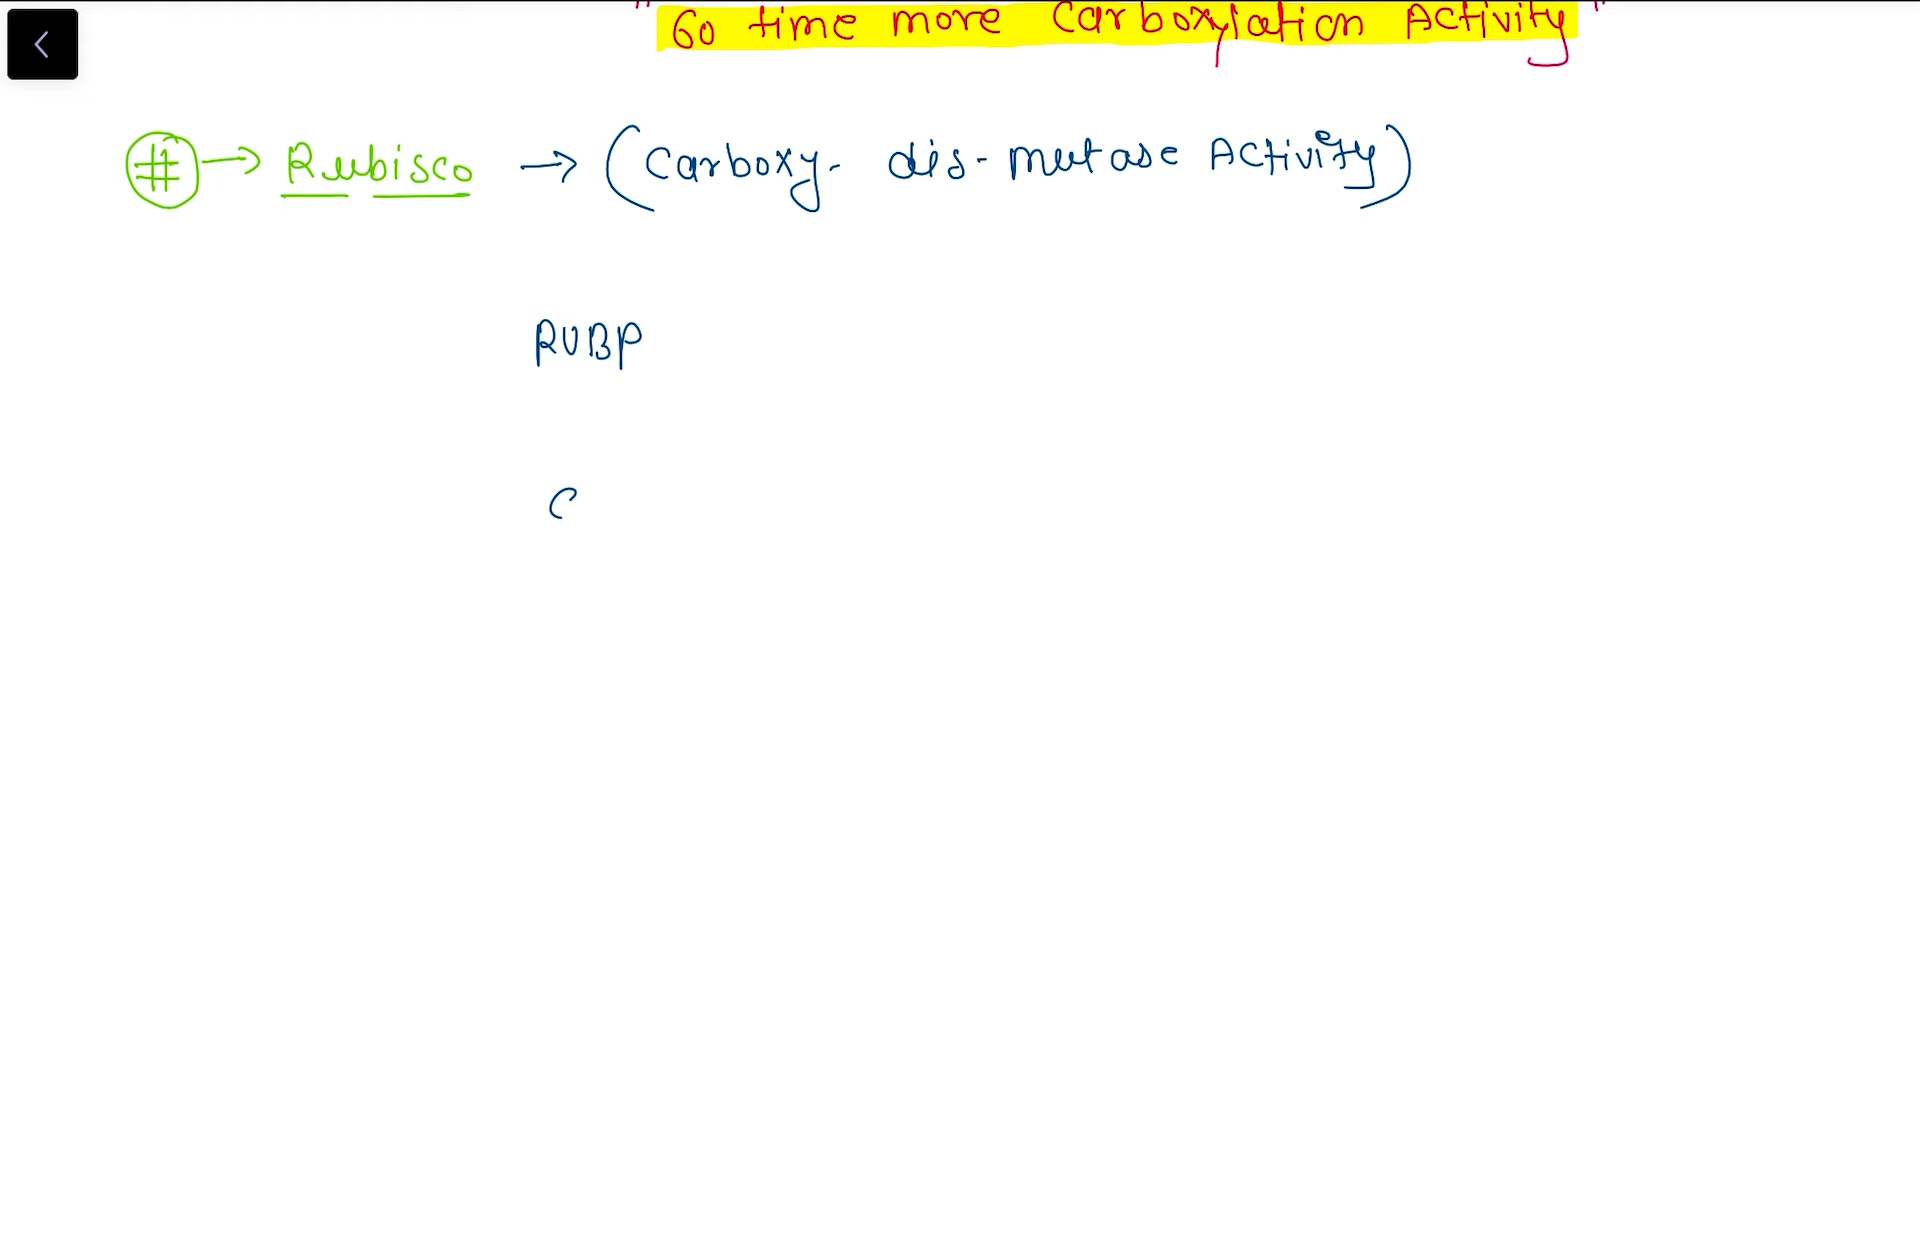 "60 time more Carboxylation Activity"
# → Rubisco → (Carboxy- dis-mutase Activity)
RUBP
C